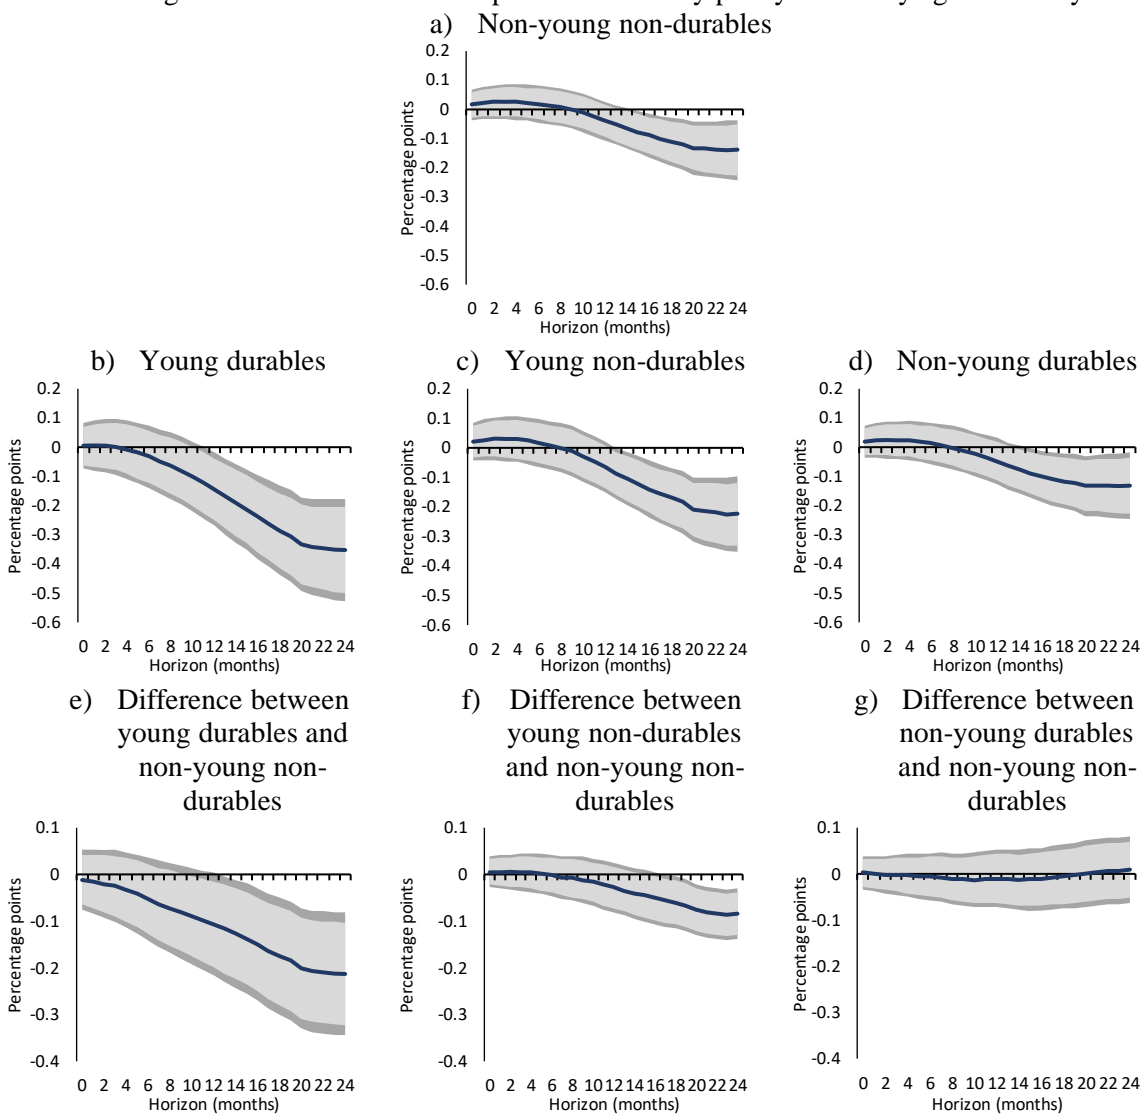 a) Non-young non-durables
0.2
0.1
0
-0.1
-0.2
-0.3
-0.4
-0.5
-0.6
Percentage points
0 2 4 6 8 10 12 14 16 18 20 22 24
Horizon (months)
b) Young durables
0.2
0.1
0
-0.1
-0.2
-0.3
-0.4
-0.5
-0.6
Percentage points
0 2 4 6 8 10 12 14 16 18 20 22 24
Horizon (months)
c) Young non-durables
0.2
0.1
0
-0.1
-0.2
-0.3
-0.4
-0.5
-0.6
Percentage points
0 2 4 6 8 10 12 14 16 18 20 22 24
Horizon (months)
d) Non-young durables
0.2
0.1
0
-0.1
-0.2
-0.3
-0.4
-0.5
-0.6
Percentage points
0 2 4 6 8 10 12 14 16 18 20 22 24
Horizon (months)
e) Difference between
young durables and
non-young non-
durables
0.1
0
-0.1
-0.2
-0.3
-0.4
Percentage points
0 2 4 6 8 10 12 14 16 18 20 22 24
Horizon (months)
f) Difference between
young non-durables
and non-young non-
durables
0.1
0
-0.1
-0.2
-0.3
-0.4
Percentage points
0 2 4 6 8 10 12 14 16 18 20 22 24
Horizon (months)
g) Difference between
non-young durables
and non-young non-
durables
0.1
0
-0.1
-0.2
-0.3
-0.4
Percentage points
0 2 4 6 8 10 12 14 16 18 20 22 24
Horizon (months)